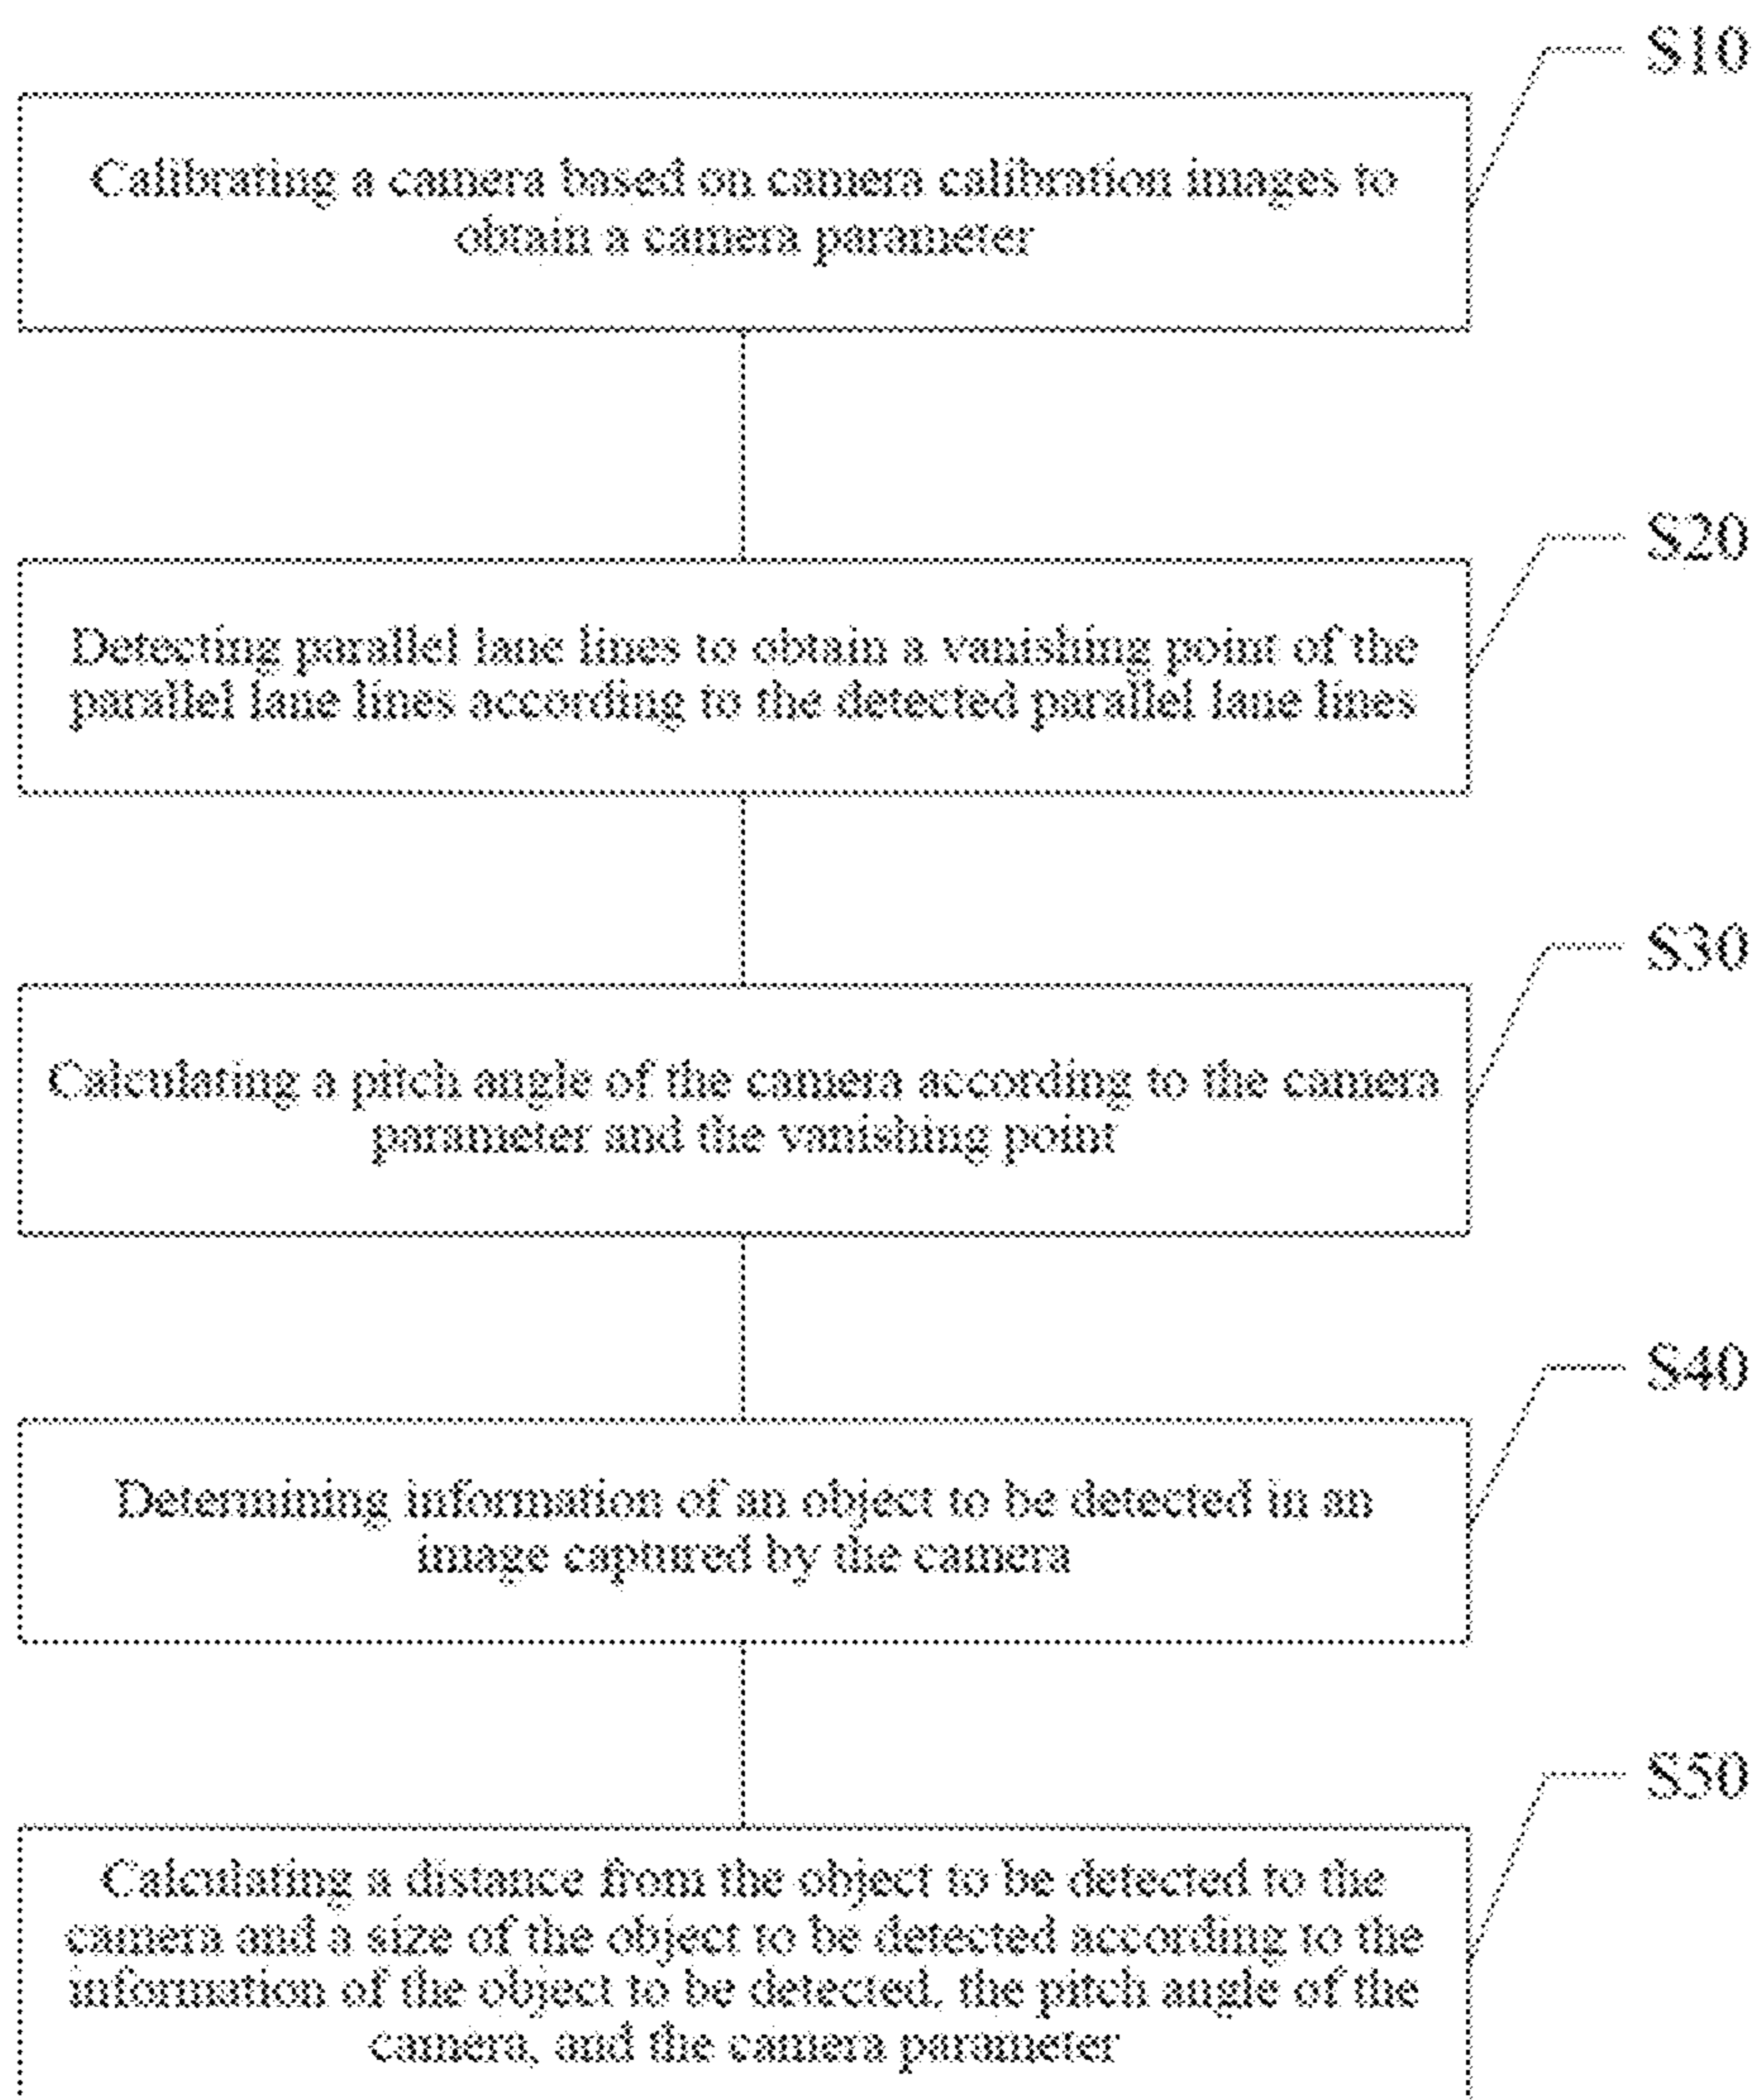 S10
Calibrating a camera based on camera calibration images to
obtain a camera parameter
S20
Detecting parallel lane lines to obtain a vanishing point of the
parallel lane lines according to the detected parallel lane lines
S30
Calculating a pitch angle of the camera according to the camera
parameter and the vanishing point
S40
Determining information of an object to be detected in an
image captured by the camera
S50
Calculating a distance from the object to be detected to the
camera and a size of the object to be detected according to the
information of the object to be detected, the pitch angle of the
camera, and the camera parameter